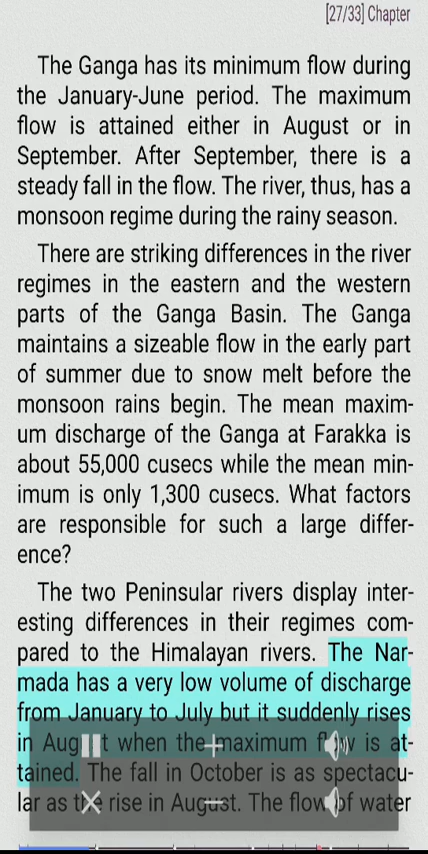 [27/33] Chapter
The Ganga has its minimum flow during
the January-June period. The maximum
flow is attained either in August or in
September. After September, there is a
steady fall in the flow. The river, thus, has a
monsoon regime during the rainy season.
There are striking differences in the river
regimes in the eastern and the western
parts of the Ganga Basin. The Ganga
maintains a sizeable flow in the early part
of summer due to snow melt before the
monsoon rains begin. The mean maxim-
um discharge of the Ganga at Farakka is
about 55,000 cusecs while the mean min-
imum is only 1,300 cusecs. What factors
are responsible for such a large differ-
ence?
The two Peninsular rivers display inter-
esting differences in their regimes com-
pared to the Himalayan rivers. The Nar-
mada has a very low volume of discharge
from January to July but it suddenly rises
in August when the maximum flow is at-
tained. The fall in October is as spectacu-
lar as the rise in August. The flow of water